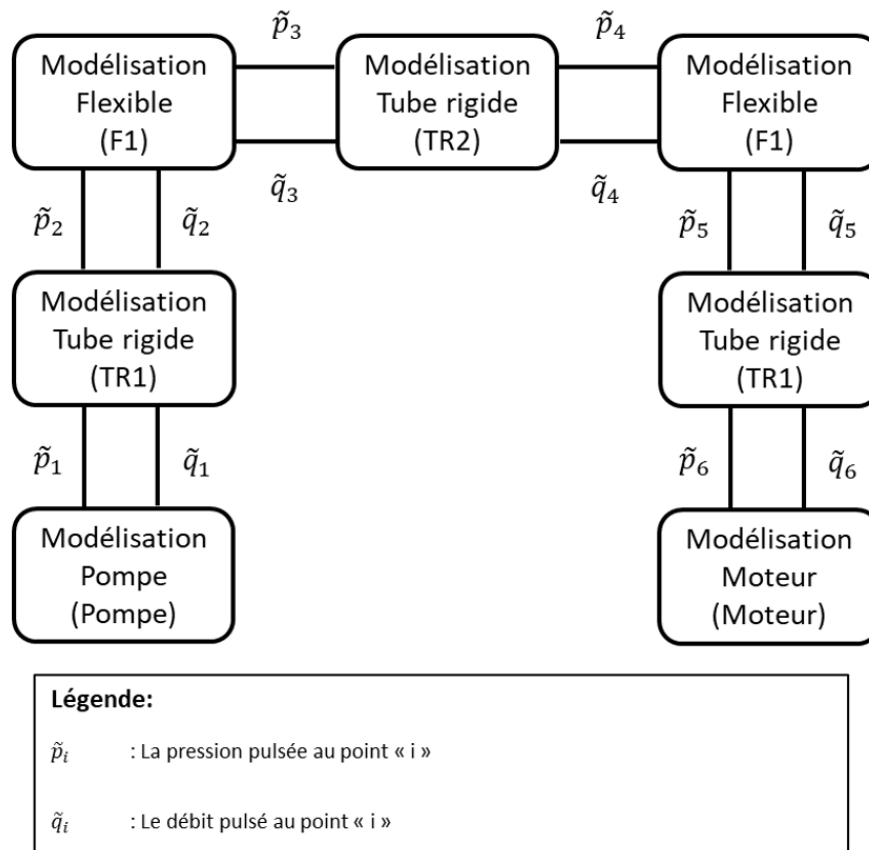 p̃₃
p̃₄
Modélisation
Flexible
(F1)
Modélisation
Tube rigide
(TR2)
Modélisation
Flexible
(F1)
q̃₃
q̃₄
p̃₂
q̃₂
p̃₅
q̃₅
Modélisation
Tube rigide
(TR1)
Modélisation
Tube rigide
(TR1)
p̃₁
q̃₁
p̃₆
q̃₆
Modélisation
Pompe
(Pompe)
Modélisation
Moteur
(Moteur)
Légende:
p̃ᵢ : La pression pulsée au point « i »
q̃ᵢ : Le débit pulsé au point « i »